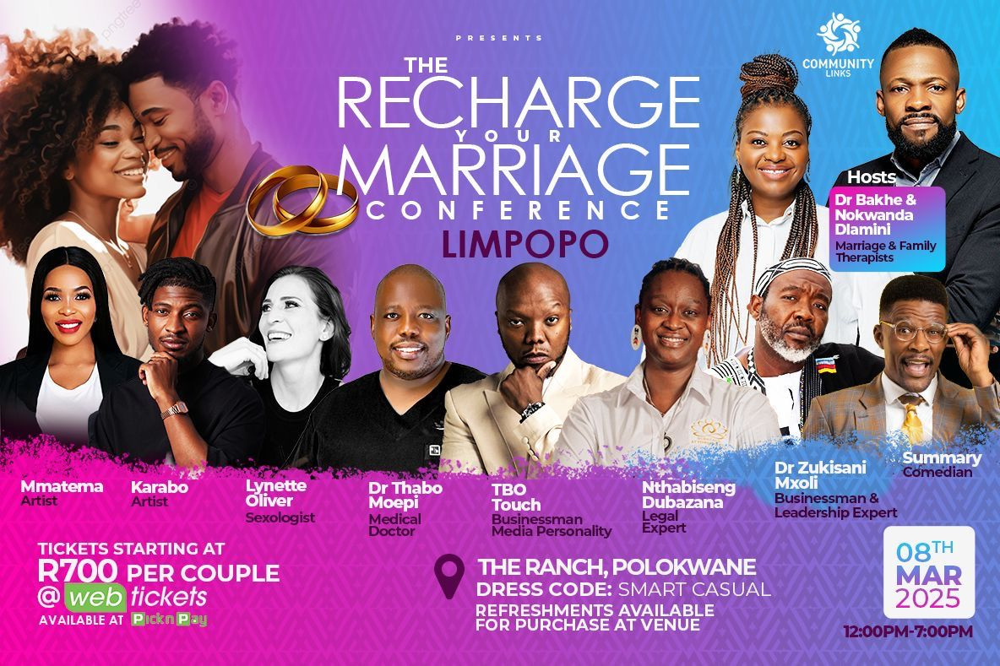 pngtree
PRESENTS
COMMUNITY
LINKS
THE
RECHARGE
YOUR
MARRIAGE
CONFERENCE
LIMPOPO
Hosts
Dr Bakhe &
Nokwanda
Dlamini
Marriage & Family
Therapists
Mmatema
Artist
Karabo
Artist
Lynette
Oliver
Sexologist
Dr Thabo
Moepi
Medical
Doctor
TBO
Touch
Businessman
Media Personality
Nthabiseng
Dubazana
Legal
Expert
Dr Zukisani
Mxoli
Businessman &
Leadership Expert
Summary
Comedian
TICKETS STARTING AT
R700 PER COUPLE
@ webtickets
AVAILABLE AT Pick n Pay
THE RANCH, POLOKWANE
DRESS CODE: SMART CASUAL
REFRESHMENTS AVAILABLE
FOR PURCHASE AT VENUE
08TH
MAR
2025
12:00PM-7:00PM